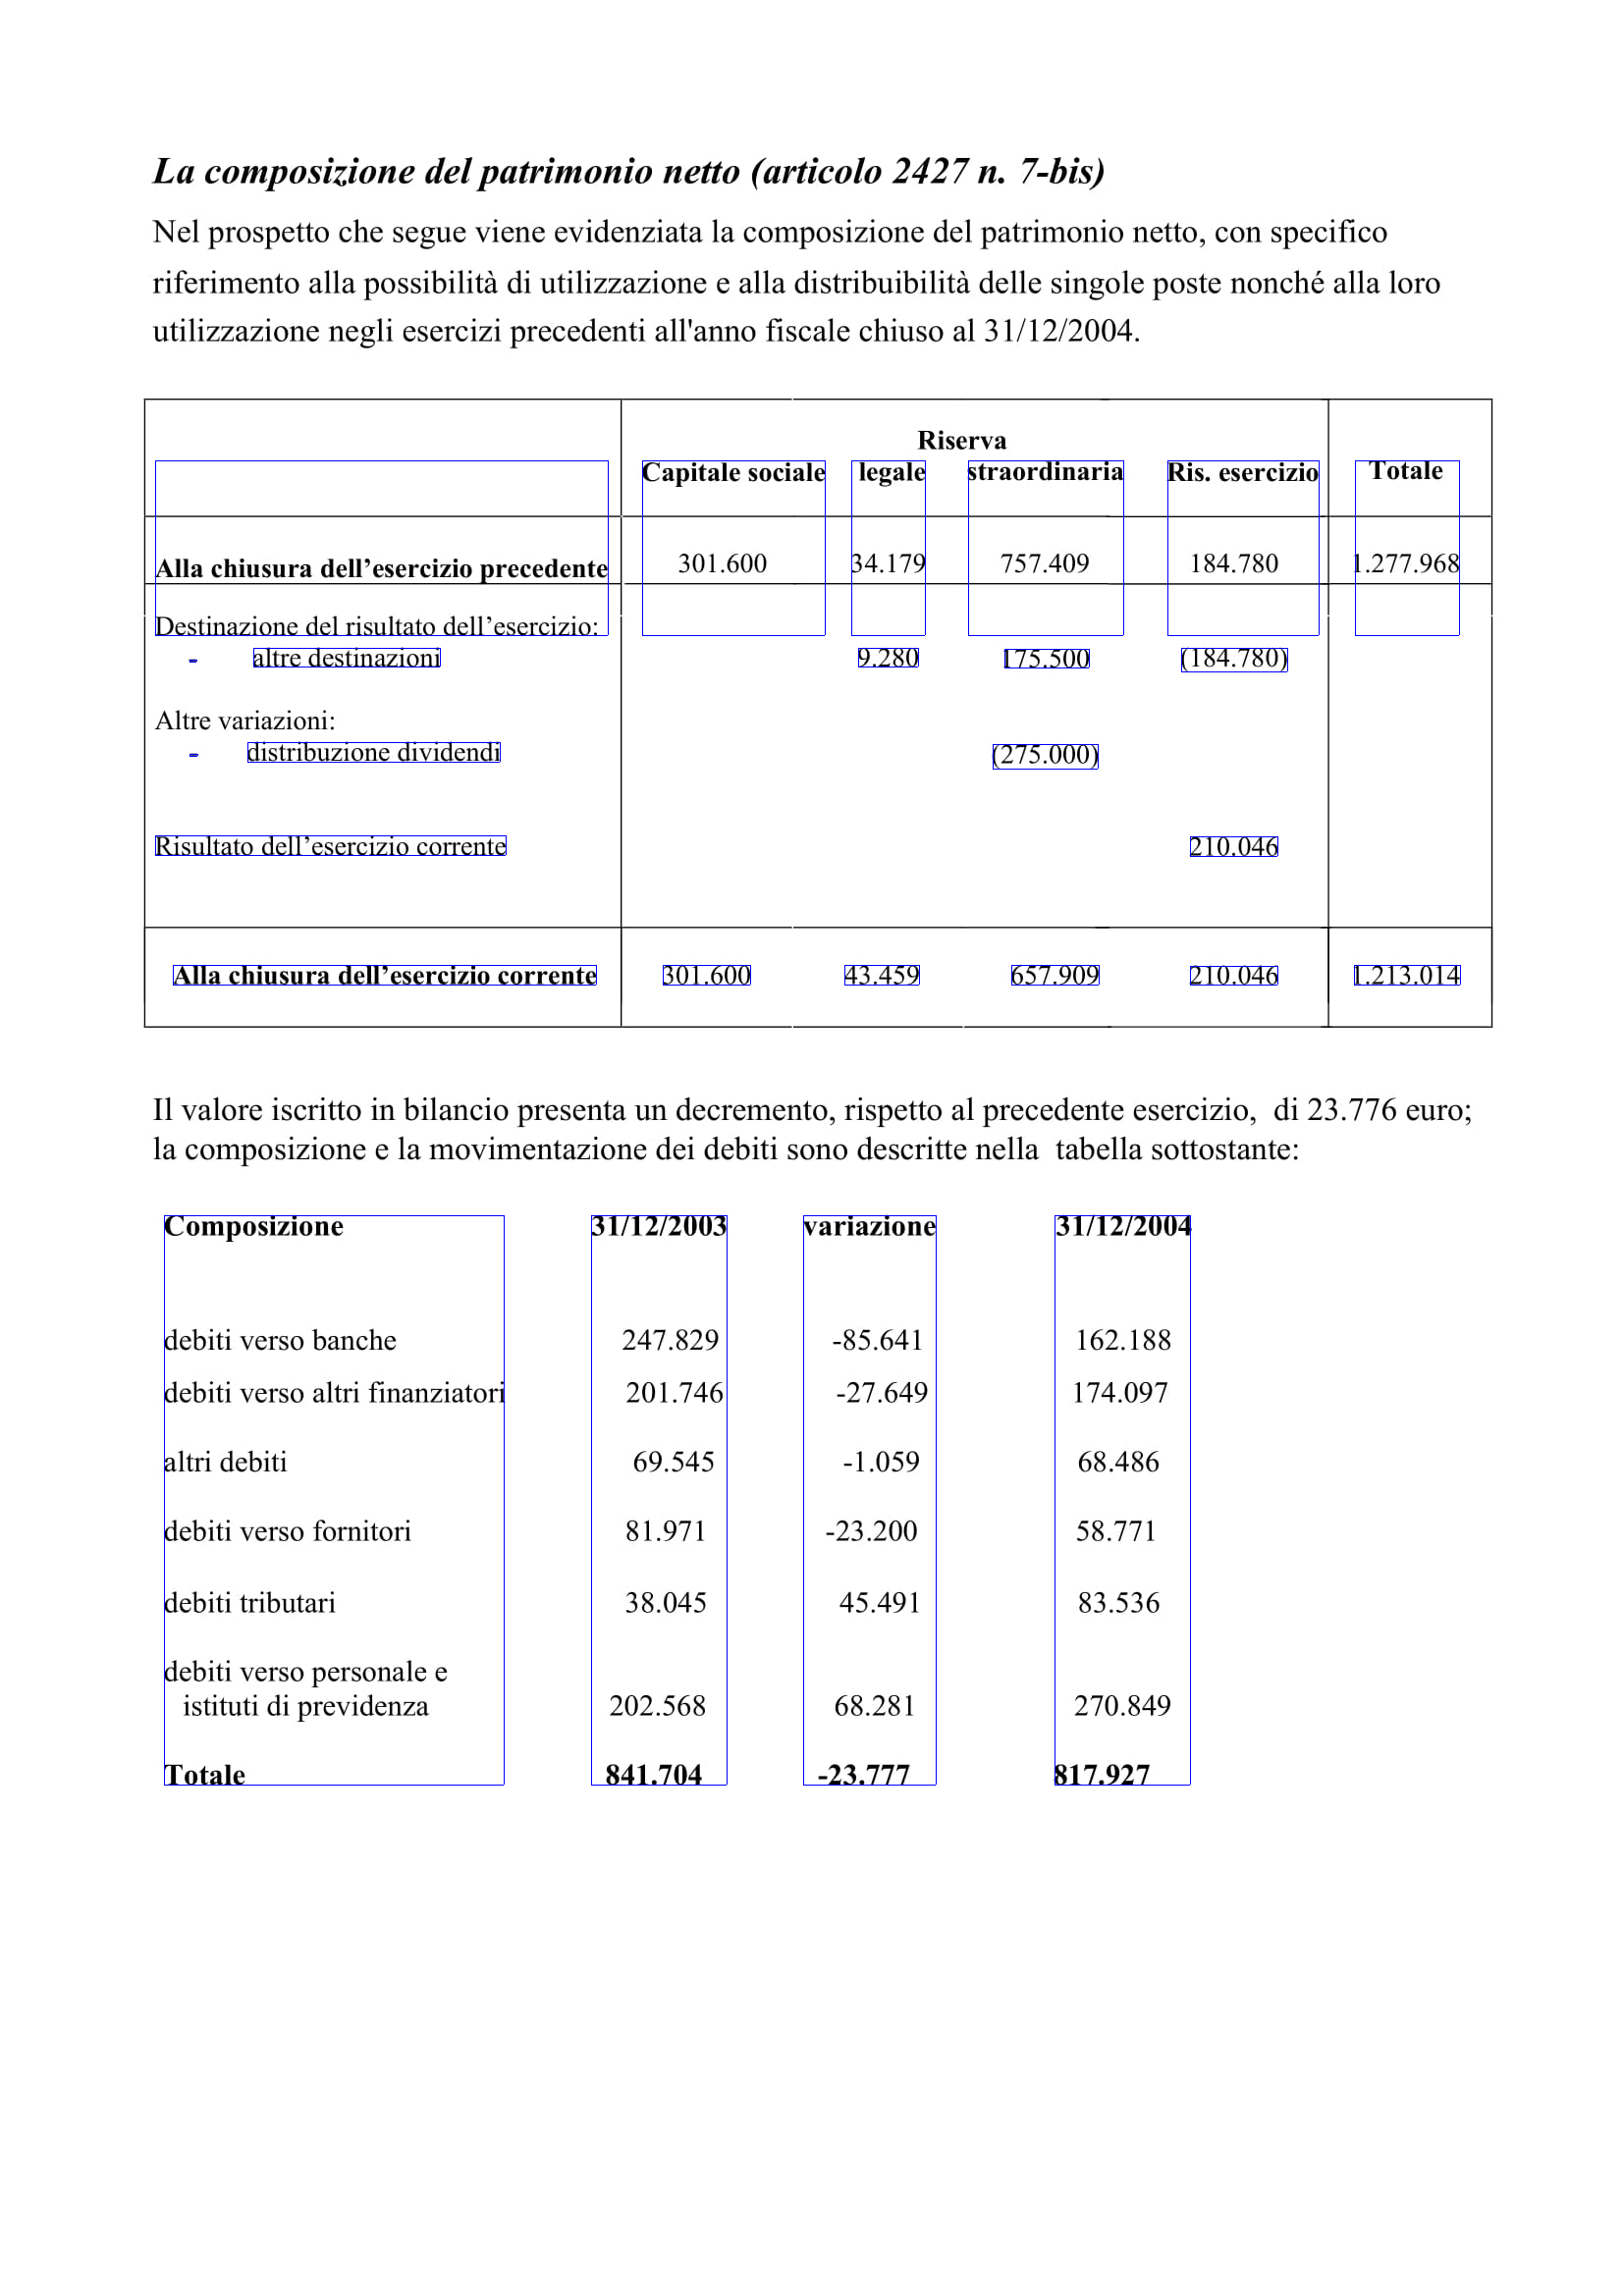 La composizione del patrimonio netto (articolo 2427 n. 7-bis)
Nel prospetto che segue viene evidenziata la composizione del patrimonio netto, con specifico
riferimento alla possibilità di utilizzazione e alla distribuibilità delle singole poste nonché alla loro
utilizzazione negli esercizi precedenti all'anno fiscale chiuso al 31/12/2004.
Riserva
Capitale sociale legale straordinaria Ris. esercizio Totale
Alla chiusura dell’esercizio precedente 301.600 34.179 757.409 184.780 1.277.968
Destinazione del risultato dell’esercizio:
- altre destinazioni 9.280 175.500 (184.780)
Altre variazioni:
- distribuzione dividendi (275.000)
Risultato dell’esercizio corrente 210.046
Alla chiusura dell’esercizio corrente 301.600 43.459 657.909 210.046 1.213.014
Il valore iscritto in bilancio presenta un decremento, rispetto al precedente esercizio, di 23.776 euro;
la composizione e la movimentazione dei debiti sono descritte nella tabella sottostante:
Composizione 31/12/2003 variazione 31/12/2004
debiti verso banche 247.829 -85.641 162.188
debiti verso altri finanziatori 201.746 -27.649 174.097
altri debiti 69.545 -1.059 68.486
debiti verso fornitori 81.971 -23.200 58.771
debiti tributari 38.045 45.491 83.536
debiti verso personale e
istituti di previdenza 202.568 68.281 270.849
Totale 841.704 -23.777 817.927